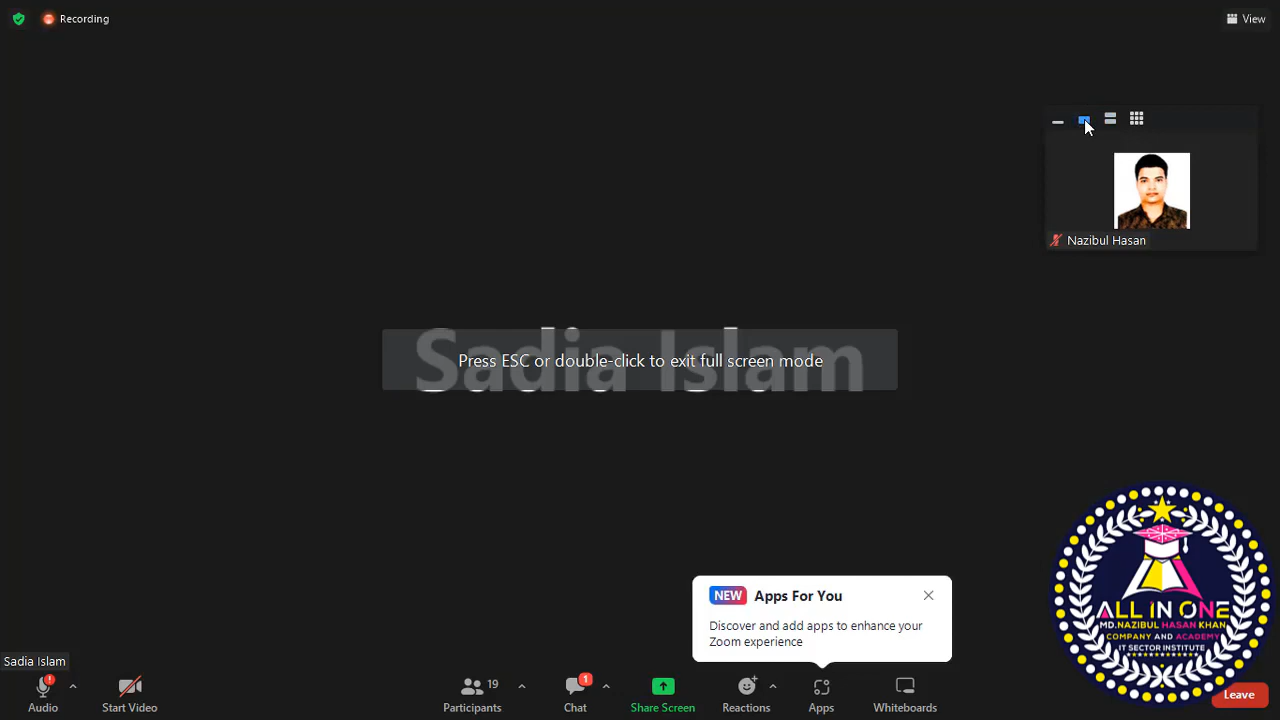 Recording
View
Nazibul Hasan
Sadia Islam
Press ESC or double-click to exit full screen mode
NEW Apps For You
Discover and add apps to enhance your
Zoom experience
ALL IN ONE
MD.NAZIBUL HASAN KHAN
COMPANY AND ACADEMY
IT SECTOR INSTITUTE
Sadia Islam
Audio
Start Video
19
Participants
1
Chat
Share Screen
Reactions
Apps
Whiteboards
Leave